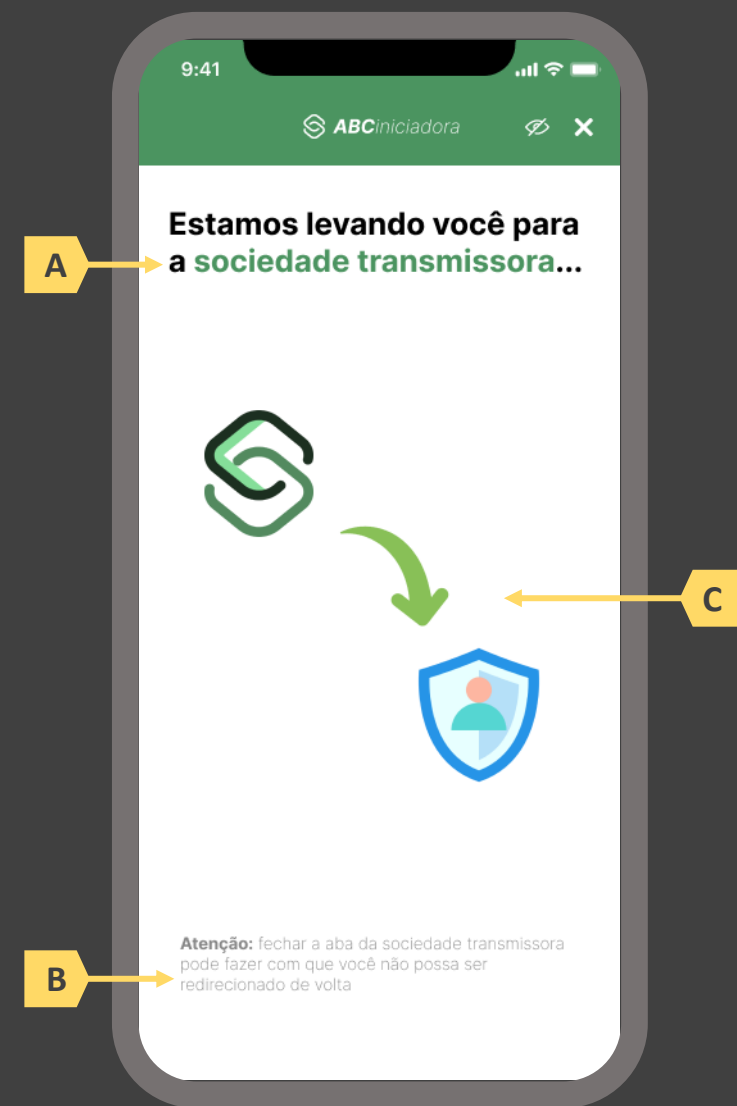 9:41
ABCiniciadora
Estamos levando você para
a sociedade transmissora...
A
C
Atenção: fechar a aba da sociedade transmissora
pode fazer com que você não possa ser
redirecionado de volta
B